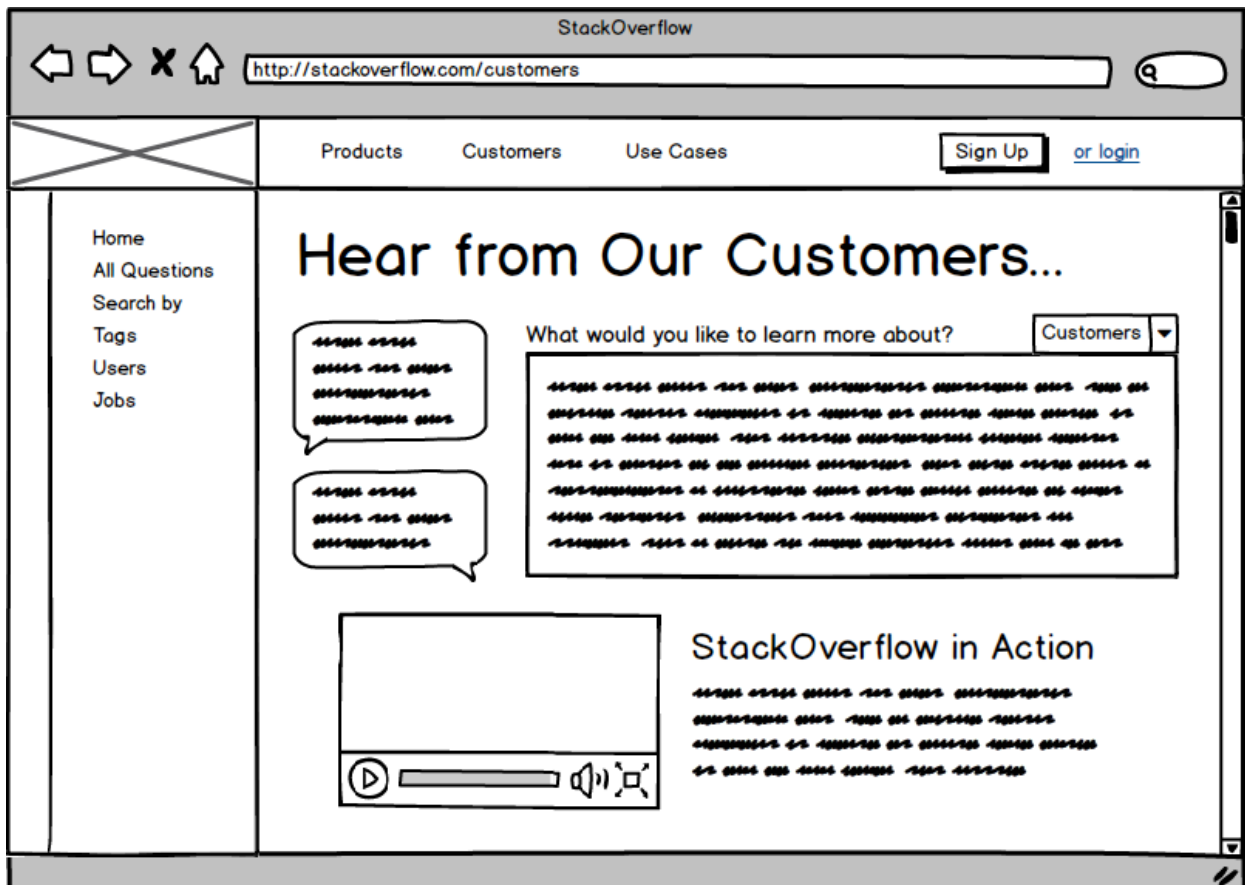 StackOverflow
http://stackoverflow.com/customers
Products Customers Use Cases Sign Up or login
Home
All Questions
Search by
Tags
Users
Jobs
Hear from Our Customers...
What would you like to learn more about? Customers
StackOverflow in Action